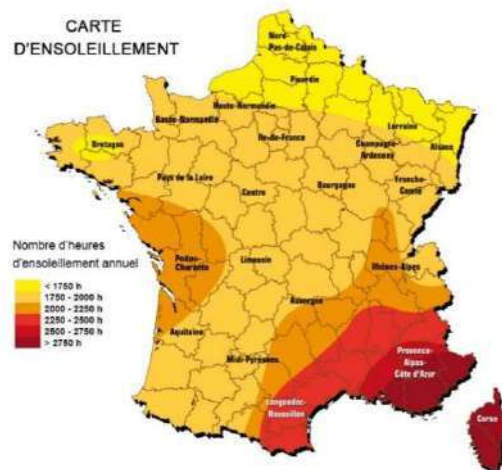 CARTE
D'ENSOLEILLEMENT
Nord-
Pas-de-Calais
Picardie
Haute-Normandie
Basse-Normandie
Lorraine
Ile-de-France
Champagne-
Ardenne
Alsace
Bretagne
Pays de la Loire
Centre
Bourgogne
Franche-
Comté
Nombre d'heures
d'ensoleillement annuel
< 1750 h
1750 - 2000 h
2000 - 2250 h
2250 - 2500 h
2500 - 2750 h
> 2750 h
Poitou-
Charente
Limousin
Rhônes-Alpes
Auvergne
Aquitaine
Midi-Pyrénées
Provence-
Alpes-
Côte d'Azur
Languedoc-
Roussillon
Corse